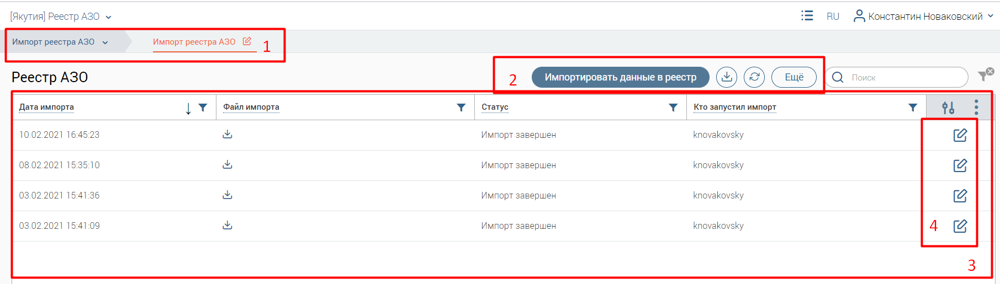 [Якутия] Реестр АЗО RU Константин Новаковский
Импорт реестра АЗО Импорт реестра АЗО 1
Реестр АЗО 2 Импортировать данные в реестр Ещё Поиск
Дата импорта Файл импорта Статус Кто запустил импорт
10.02.2021 16:45:23 Импорт завершен knovakovsky
08.02.2021 15:35:10 Импорт завершен knovakovsky
03.02.2021 15:41:36 Импорт завершен knovakovsky
03.02.2021 15:41:09 Импорт завершен knovakovsky 4
3